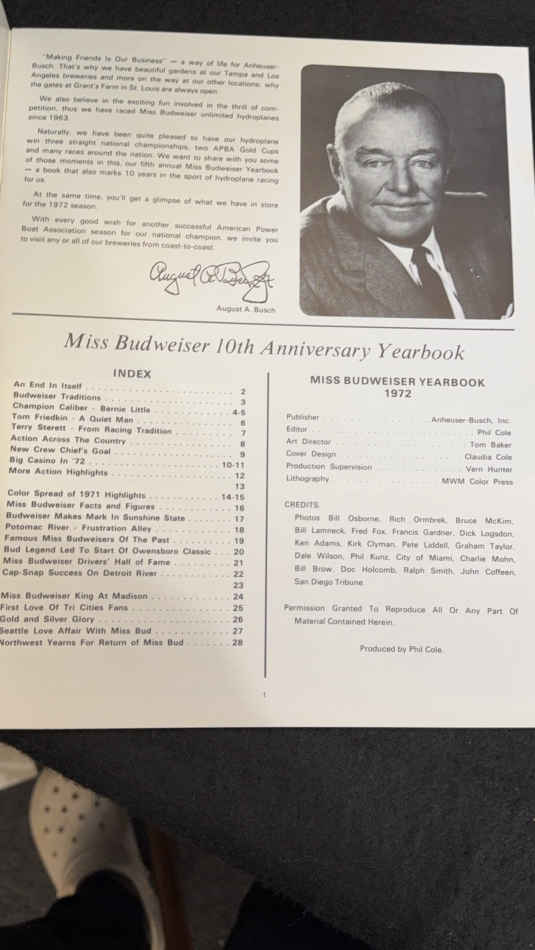 "Making Friends Is Our Business" — a way of life for Anheuser-
Busch. That's why we have beautiful gardens at our Tampa and Los
Angeles breweries and more on the way at our other locations; why
the gates at Grant's Farm in St. Louis are always open.
We also believe in the exciting fun involved in the thrill of com-
petition, thus we have raced Miss Budweiser unlimited hydroplanes
since 1963.
Naturally, we have been quite pleased to have our hydroplane
win three straight national championships, two APBA Gold Cups
and many races around the nation. We want to share with you some
of those moments in this, our fifth annual Miss Budweiser Yearbook
— a book that also marks 10 years in the sport of hydroplane racing
for us.
At the same time, you'll get a glimpse of what we have in store
for the 1972 season.
With every good wish for another successful American Power
Boat Association season for our national champion, we invite you
to visit any or all of our breweries from coast-to-coast.
August A. Busch Jr
August A. Busch
Miss Budweiser 10th Anniversary Yearbook
INDEX
An End In Itself . . . . . . . . . . . . . . . . . . . . . . . . . . 2
Budweiser Traditions . . . . . . . . . . . . . . . . . . . . . . . 3
Champion Caliber - Bernie Little . . . . . . . . . . . . . . 4-5
Tom Friedkin - A Quiet Man . . . . . . . . . . . . . . . . . 6
Terry Sterett - From Racing Tradition . . . . . . . . . . 7
Action Across The Country . . . . . . . . . . . . . . . . . 8
New Crew Chief's Goal . . . . . . . . . . . . . . . . . . . . 9
Big Casino In '72 . . . . . . . . . . . . . . . . . . . . . . . 10-11
More Action Highlights . . . . . . . . . . . . . . . . . . . . 12
13
Color Spread of 1971 Highlights . . . . . . . . . . . . 14-15
Miss Budweiser Facts and Figures . . . . . . . . . . . . . 16
Budweiser Makes Mark In Sunshine State . . . . . . . . 17
Potomac River - Frustration Alley . . . . . . . . . . . . . 18
Famous Miss Budweisers Of The Past . . . . . . . . . . . 19
Bud Legend Led To Start Of Owensboro Classic . . . 20
Miss Budweiser Drivers' Hall of Fame . . . . . . . . . . 21
Cap-Snap Success On Detroit River . . . . . . . . . . . . 22
23
Miss Budweiser King At Madison . . . . . . . . . . . . . . 24
First Love Of Tri Cities Fans . . . . . . . . . . . . . . . . . 25
Gold and Silver Glory . . . . . . . . . . . . . . . . . . . . . . 26
Seattle Love Affair With Miss Bud . . . . . . . . . . . . 27
Northwest Yearns For Return of Miss Bud . . . . . . . 28
MISS BUDWEISER YEARBOOK
1972
Publisher . . . . . . . . . . . . . . . . . . . Anheuser-Busch, Inc.
Editor . . . . . . . . . . . . . . . . . . . . . . . . . . . . Phil Cole
Art Director . . . . . . . . . . . . . . . . . . . . . . . Tom Baker
Cover Design . . . . . . . . . . . . . . . . . . . . . Claudia Cole
Production Supervision . . . . . . . . . . . . . . . Vern Hunter
Lithography . . . . . . . . . . . . . . . . . . . MWM Color Press
CREDITS:
Photos Bill Osborne, Rich Ormbrek, Bruce McKim,
Bill Lamneck, Fred Fox, Francis Gardner, Dick Logsdon,
Ken Adams, Kirk Clyman, Pete Liddell, Graham Taylor,
Dale Wilson, Phil Kunz, City of Miami, Charlie Mohn,
Bill Brow, Doc Holcomb, Ralph Smith, John Coffeen,
San Diego Tribune.
Permission Granted To Reproduce All Or Any Part Of
Material Contained Herein.
Produced by Phil Cole.
1